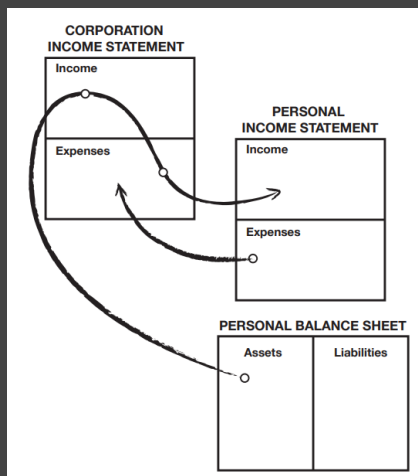 CORPORATION
INCOME STATEMENT
Income
Expenses
PERSONAL
INCOME STATEMENT
Income
Expenses
PERSONAL BALANCE SHEET
Assets
Liabilities